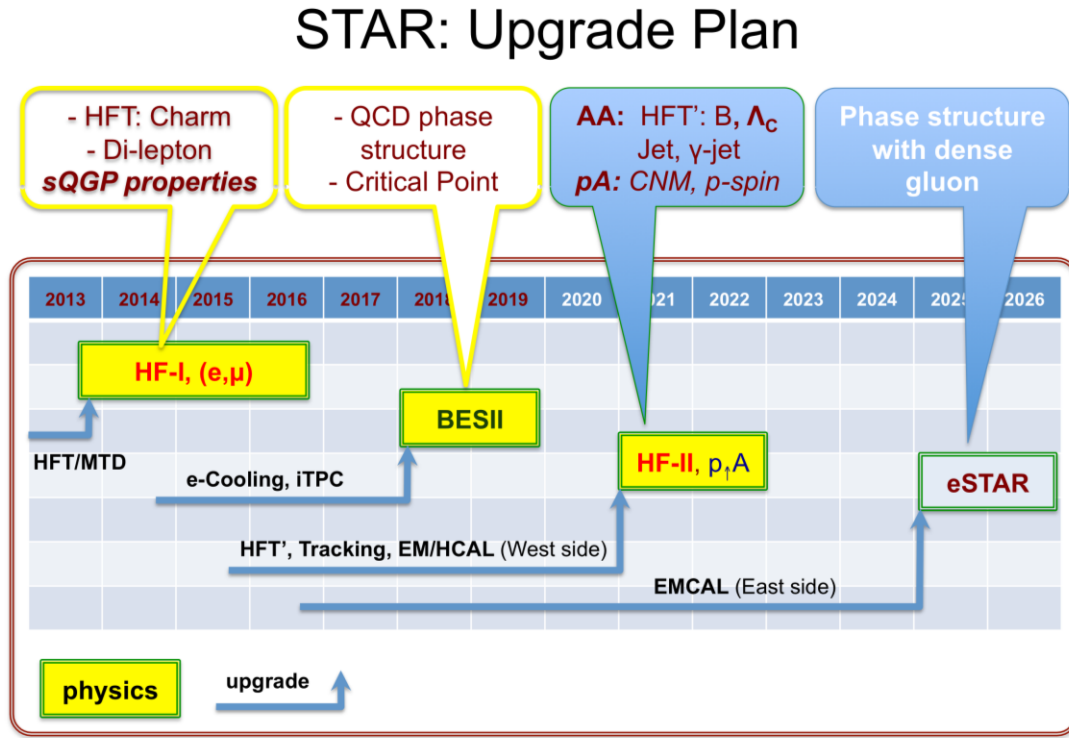 STAR: Upgrade Plan
- HFT: Charm
- Di-lepton
sQGP properties
- QCD phase
structure
- Critical Point
AA: HFT’: B, Λc
Jet, γ-jet
pA: CNM, p-spin
Phase structure
with dense
gluon
2013 2014 2015 2016 2017 2018 2019 2020 2021 2022 2023 2024 2025 2026
HF-I, (e,μ)
BESII
HFT/MTD
HF-II, p↑A
e-Cooling, iTPC
eSTAR
HFT’, Tracking, EM/HCAL (West side)
EMCAL (East side)
physics
upgrade